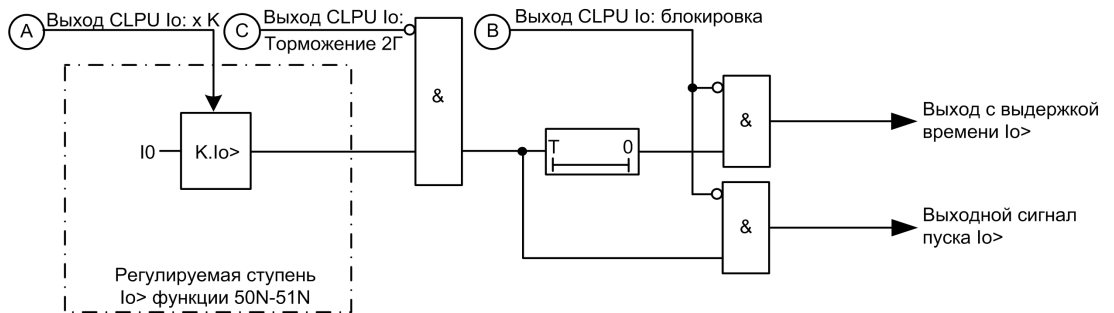 A
Выход CLPU Io: x K
C
Выход CLPU Io:
Торможение 2Г
B
Выход CLPU Io: блокировка
&
I0
K.Io>
T 0
&
Выход с выдержкой
времени Io>
&
Выходной сигнал
пуска Io>
Регулируемая ступень
Io> функции 50N-51N